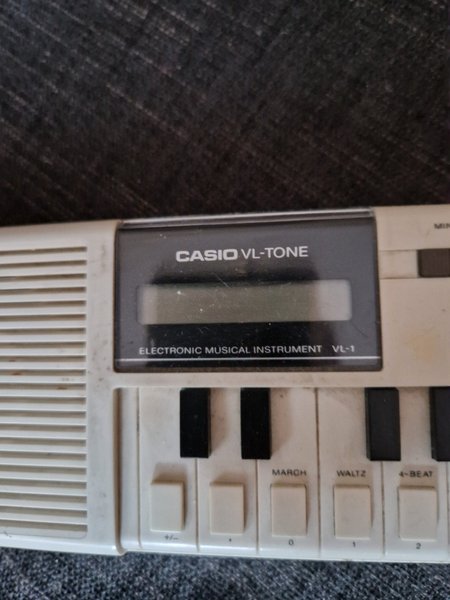 CASIO VL-TONE
ELECTRONIC MUSICAL INSTRUMENT VL-1
MARCH WALTZ 4-BEAT
+/− • 0 1 2